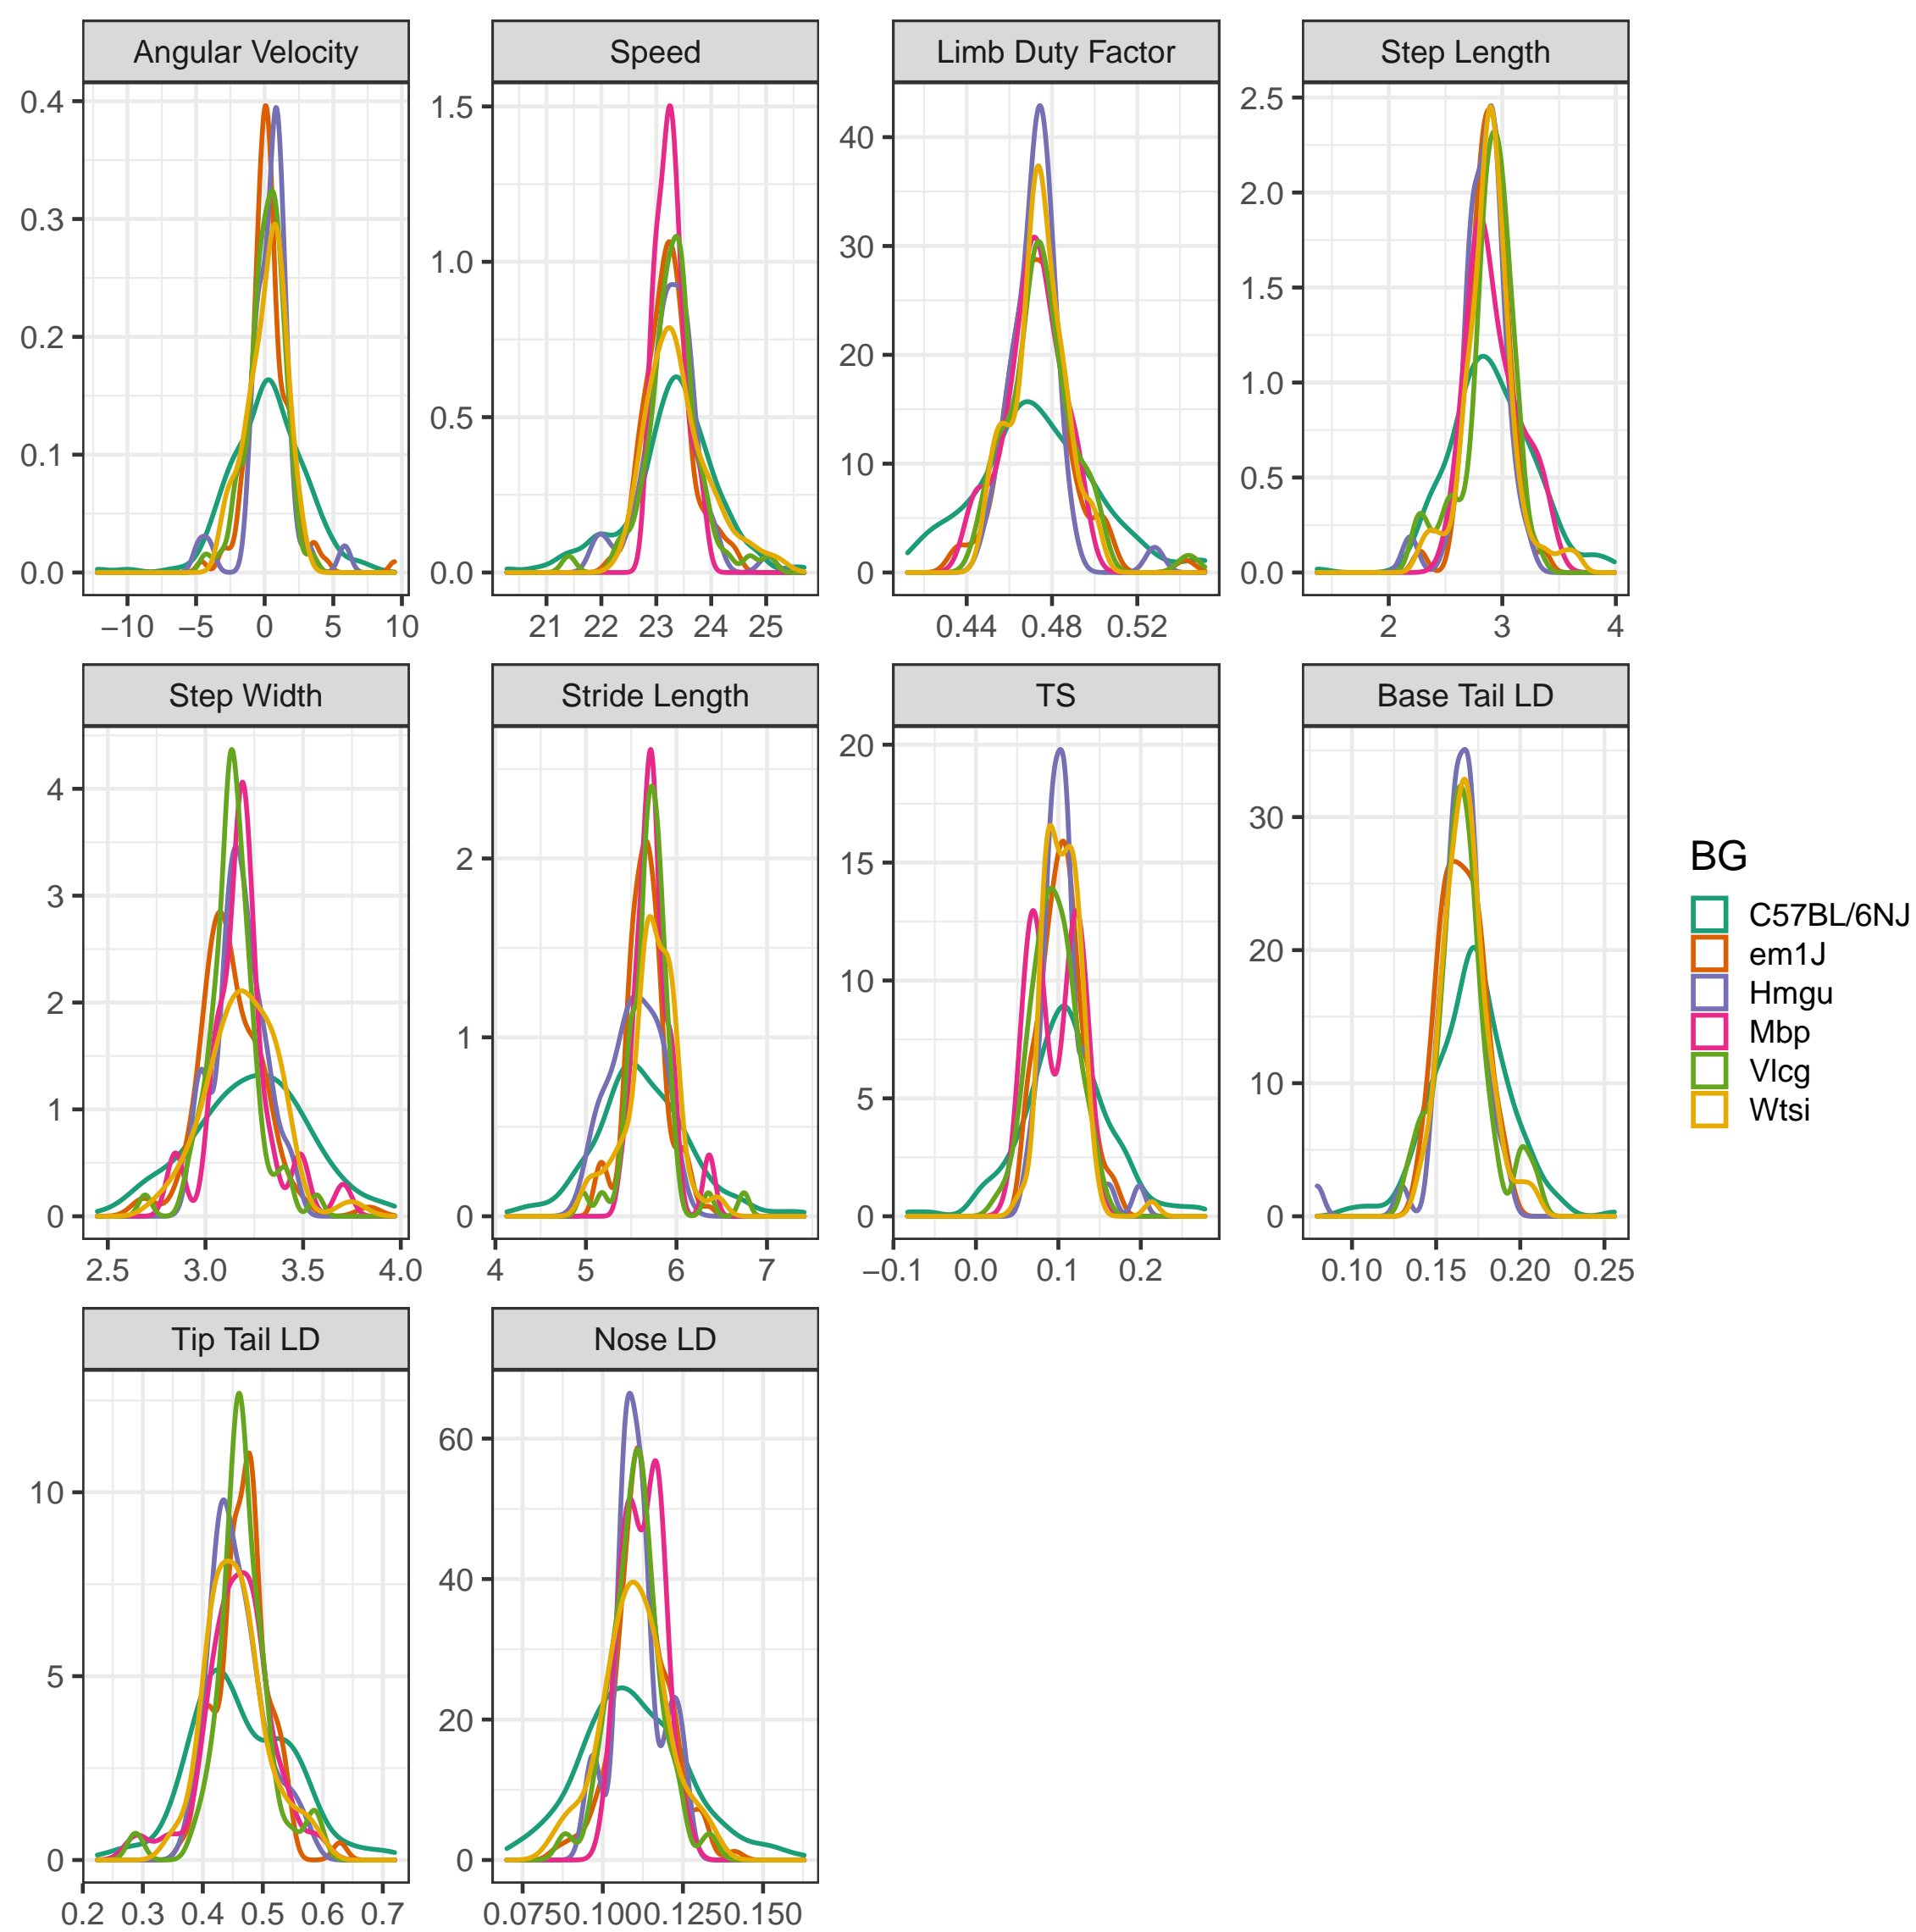 Angular Velocity
Speed
Limb Duty Factor
Step Length
0.4
0.3
0.2
0.1
0.0
−10 −5 0 5 10
1.5
1.0
0.5
0.0
21 22 23 24 25
40
30
20
10
0
0.44 0.48 0.52
2.5
2.0
1.5
1.0
0.5
0.0
2 3 4
Step Width
Stride Length
TS
Base Tail LD
4
3
2
1
0
2.5 3.0 3.5 4.0
2
1
0
4 5 6 7
20
15
10
5
0
−0.1 0.0 0.1 0.2
30
20
10
0
0.10 0.15 0.20 0.25
Tip Tail LD
Nose LD
10
5
0
0.2 0.3 0.4 0.5 0.6 0.7
60
40
20
0
0.075 0.100 0.125 0.150
BG
C57BL/6NJ
em1J
Hmgu
Mbp
Vlcg
Wtsi